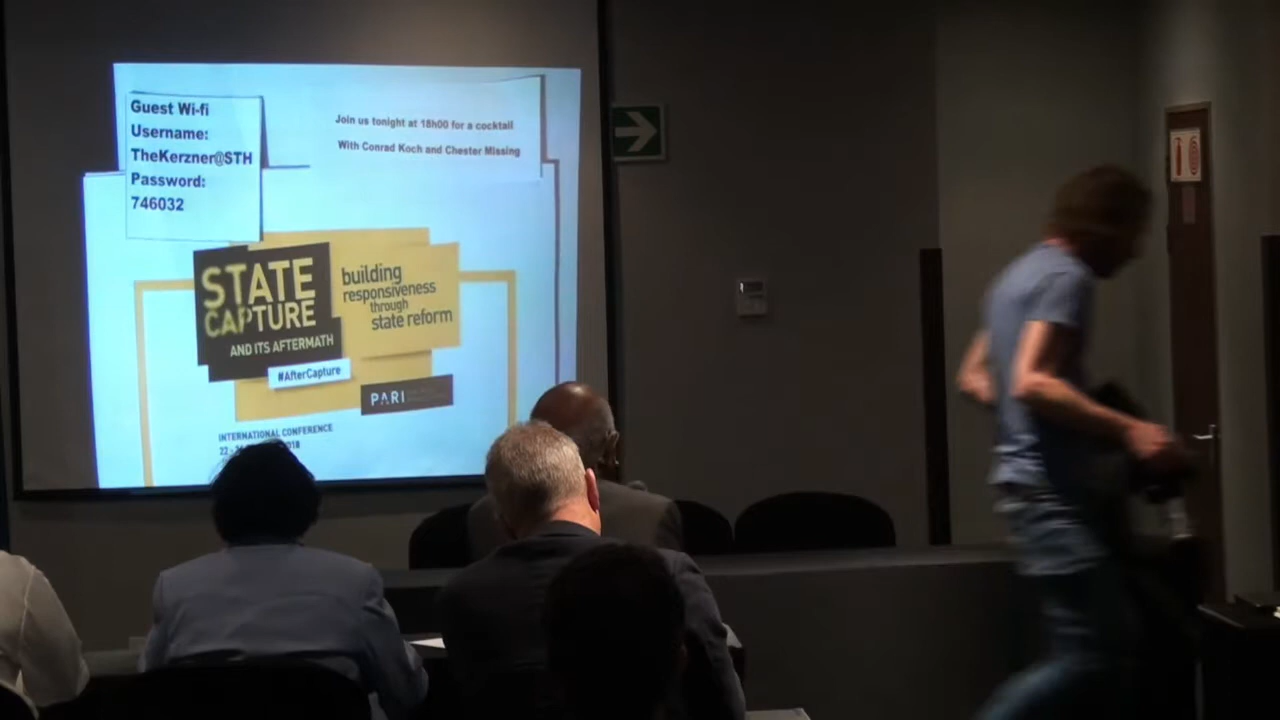 Guest Wi-fi
Username:
TheKerzner@STH
Password:
746032
Join us tonight at 18h00 for a cocktail
With Conrad Koch and Chester Missing
STATE
CAPTURE
AND ITS AFTERMATH
building
responsiveness
through
state reform
#AfterCapture
PARI
INTERNATIONAL CONFERENCE